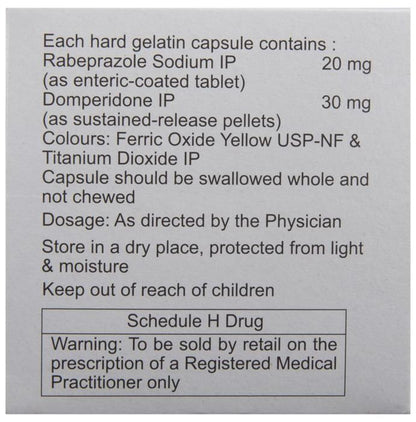 Each hard gelatin capsule contains :
Rabeprazole Sodium IP 20 mg
(as enteric-coated tablet)
Domperidone IP 30 mg
(as sustained-release pellets)
Colours: Ferric Oxide Yellow USP-NF &
Titanium Dioxide IP
Capsule should be swallowed whole and
not chewed
Dosage: As directed by the Physician
Store in a dry place, protected from light
& moisture
Keep out of reach of children
Schedule H Drug
Warning: To be sold by retail on the
prescription of a Registered Medical
Practitioner only